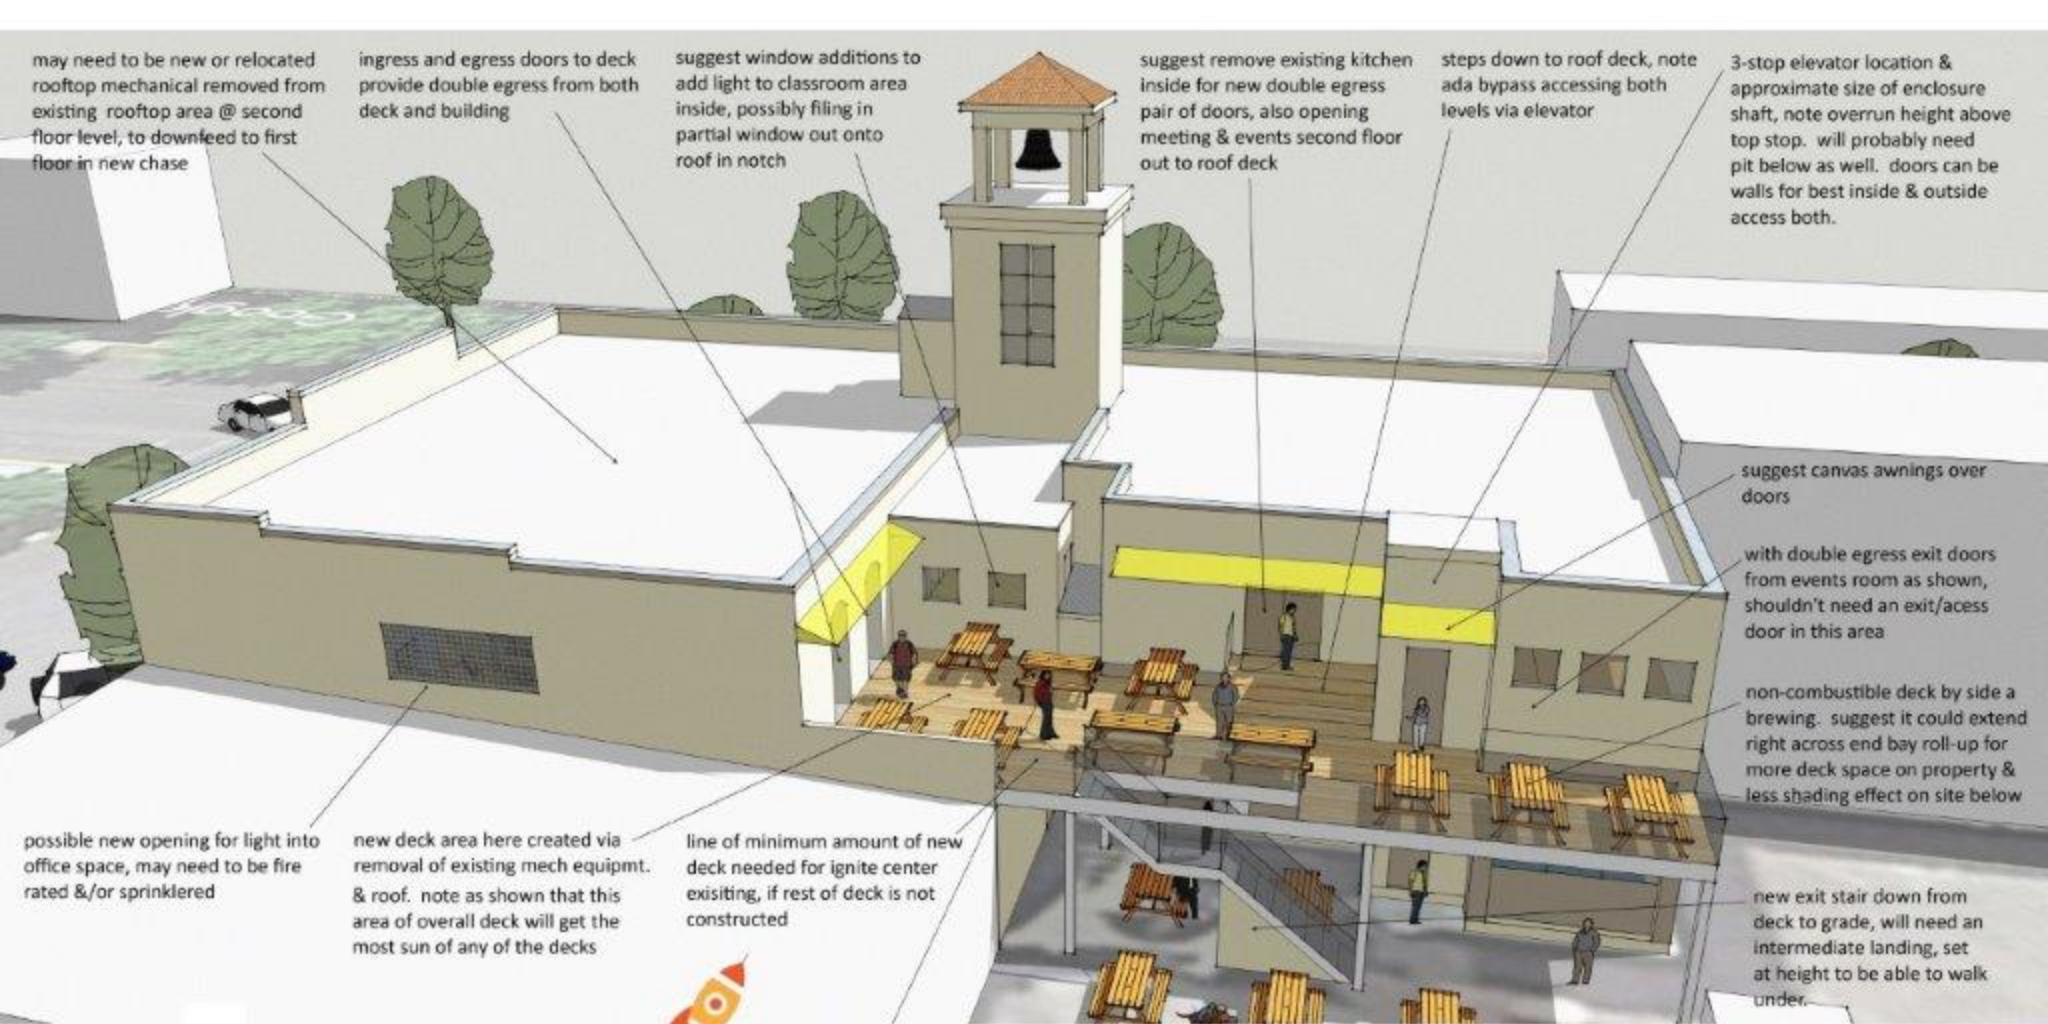 may need to be new or relocated
rooftop mechanical removed from
existing rooftop area @ second
floor level, to downfeed to first
floor in new chase
ingress and egress doors to deck
provide double egress from both
deck and building
suggest window additions to
add light to classroom area
inside, possibly filing in
partial window out onto
roof in notch
suggest remove existing kitchen
inside for new double egress
pair of doors, also opening
meeting & events second floor
out to roof deck
steps down to roof deck, note
ada bypass accessing both
levels via elevator
3-stop elevator location &
approximate size of enclosure
shaft, note overrun height above
top stop. will probably need
pit below as well. doors can be
walls for best inside & outside
access both.
Google
suggest canvas awnings over
doors
with double egress exit doors
from events room as shown,
shouldn't need an exit/acess
door in this area
non-combustible deck by side a
brewing. suggest it could extend
right across end bay roll-up for
more deck space on property &
less shading effect on site below
possible new opening for light into
office space, may need to be fire
rated &/or sprinklered
new deck area here created via
removal of existing mech equipmt.
& roof. note as shown that this
area of overall deck will get the
most sun of any of the decks
line of minimum amount of new
deck needed for ignite center
exisiting, if rest of deck is not
constructed
new exit stair down from
deck to grade, will need an
intermediate landing, set
at height to be able to walk
under.